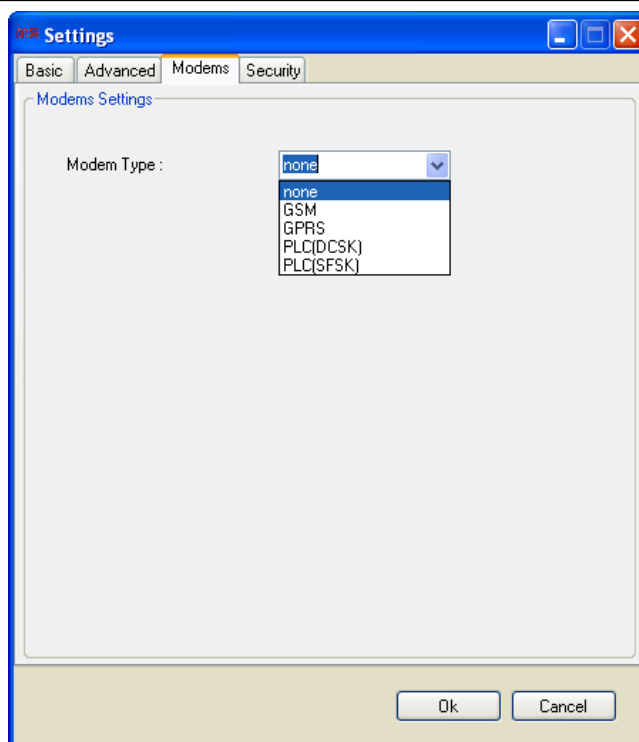 Settings
Basic Advanced Modems Security
Modems Settings
Modem Type : none
none
GSM
GPRS
PLC(DCSK)
PLC(SFSK)
Ok Cancel